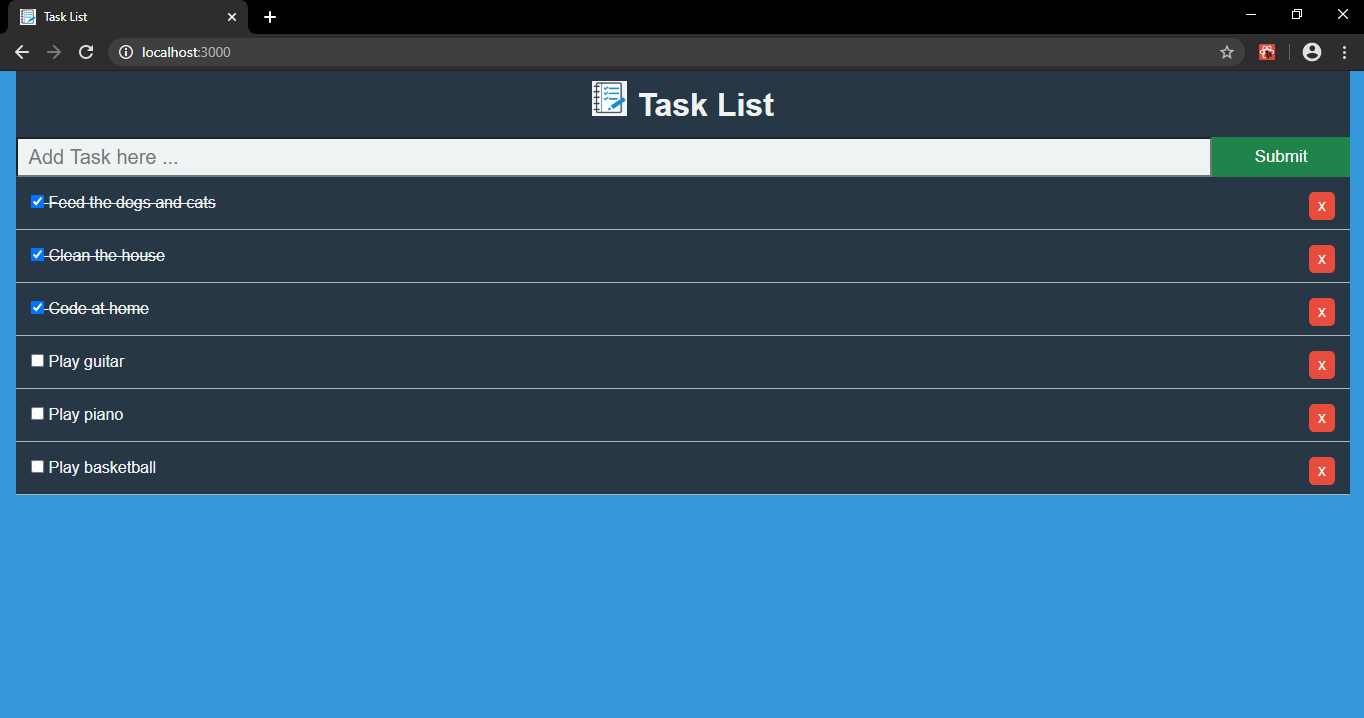 Task List
localhost:3000
Task List
Add Task here ...
Submit
Feed the dogs and cats
x
Clean the house
x
Code at home
x
Play guitar
x
Play piano
x
Play basketball
x